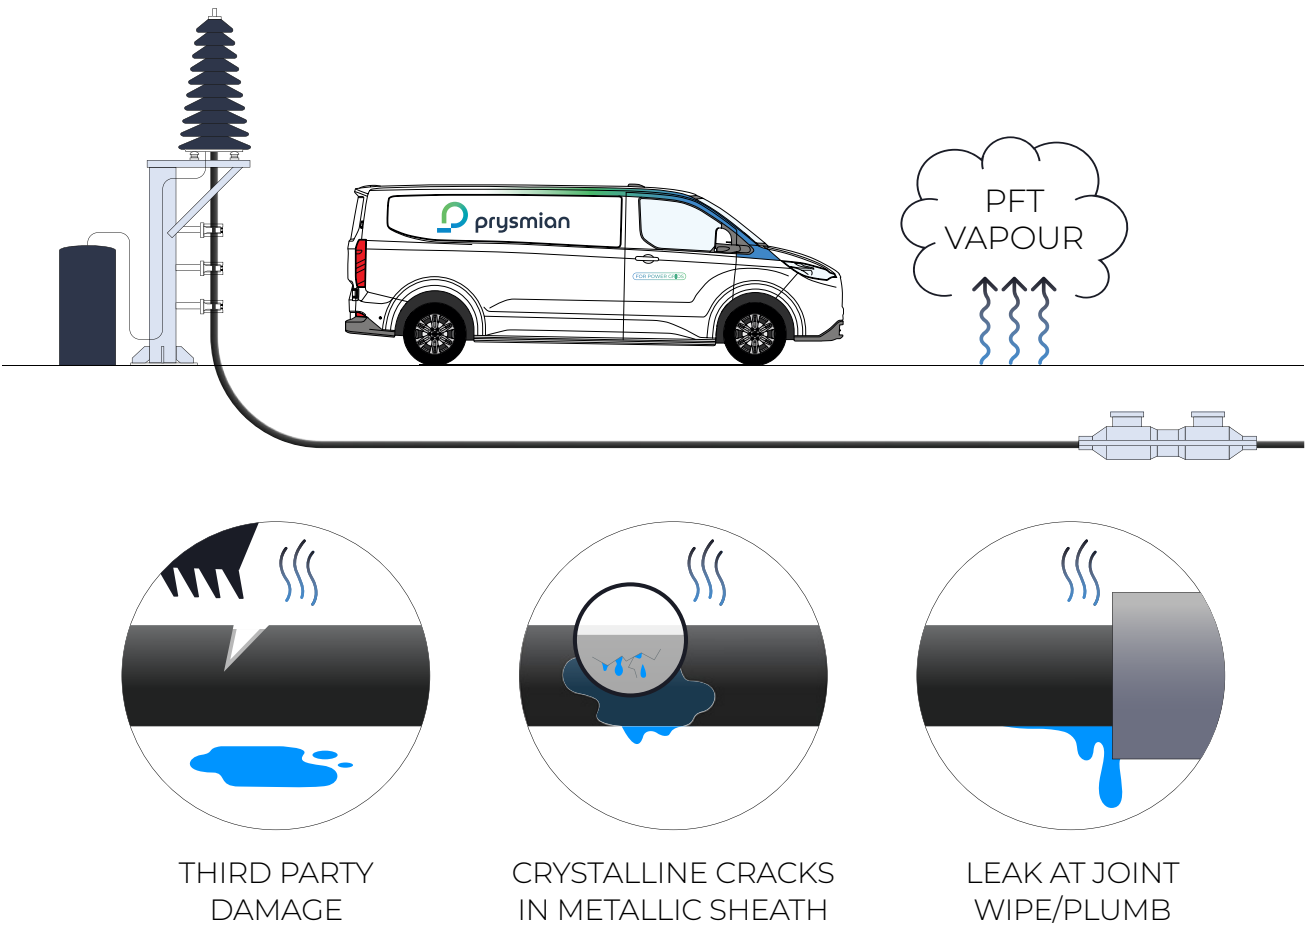 prysmian
PFT
VAPOUR
THIRD PARTY
DAMAGE
CRYSTALLINE CRACKS
IN METALLIC SHEATH
LEAK AT JOINT
WIPE/PLUMB